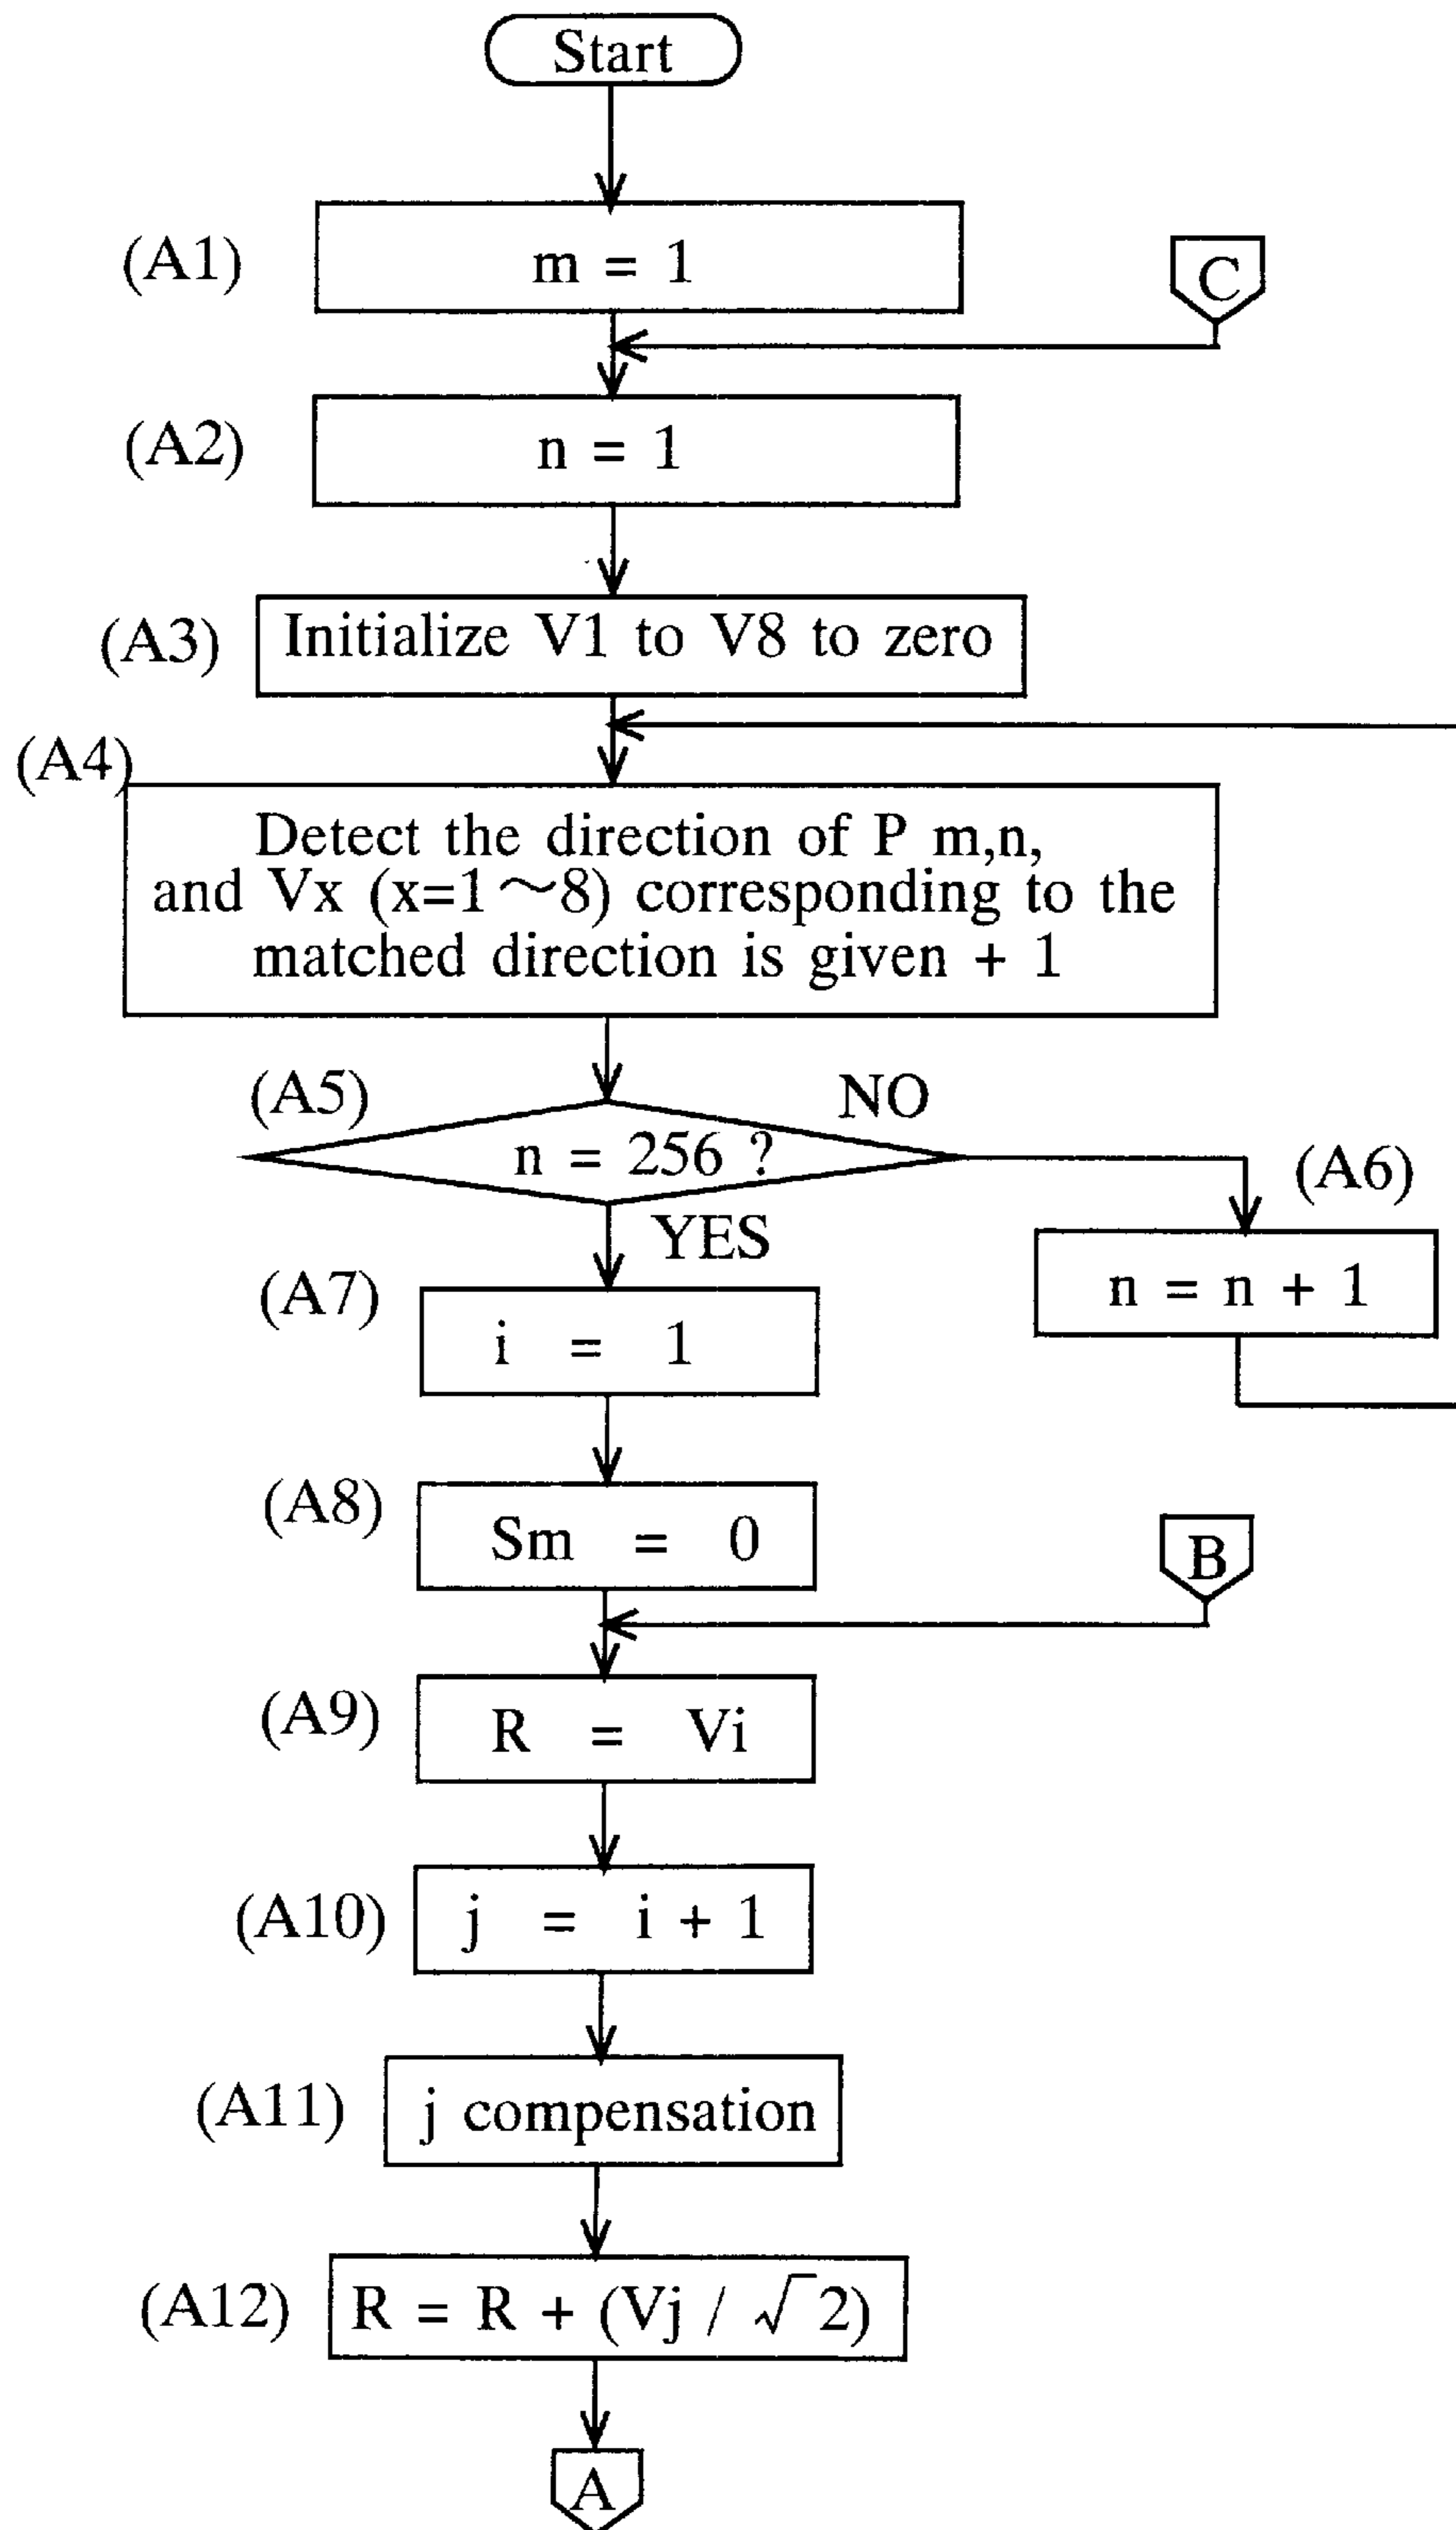 Start
(A1)
m = 1
C
(A2)
n = 1
(A3)
Initialize V1 to V8 to zero
(A4)
Detect the direction of P m,n,
and Vx (x=1～8) corresponding to the
matched direction is given + 1
(A5)
NO
n = 256 ?
(A6)
YES
n = n + 1
(A7)
i = 1
(A8)
Sm = 0
B
(A9)
R = Vi
(A10)
j = i + 1
(A11)
j compensation
(A12)
R = R + (Vj / √2)
A